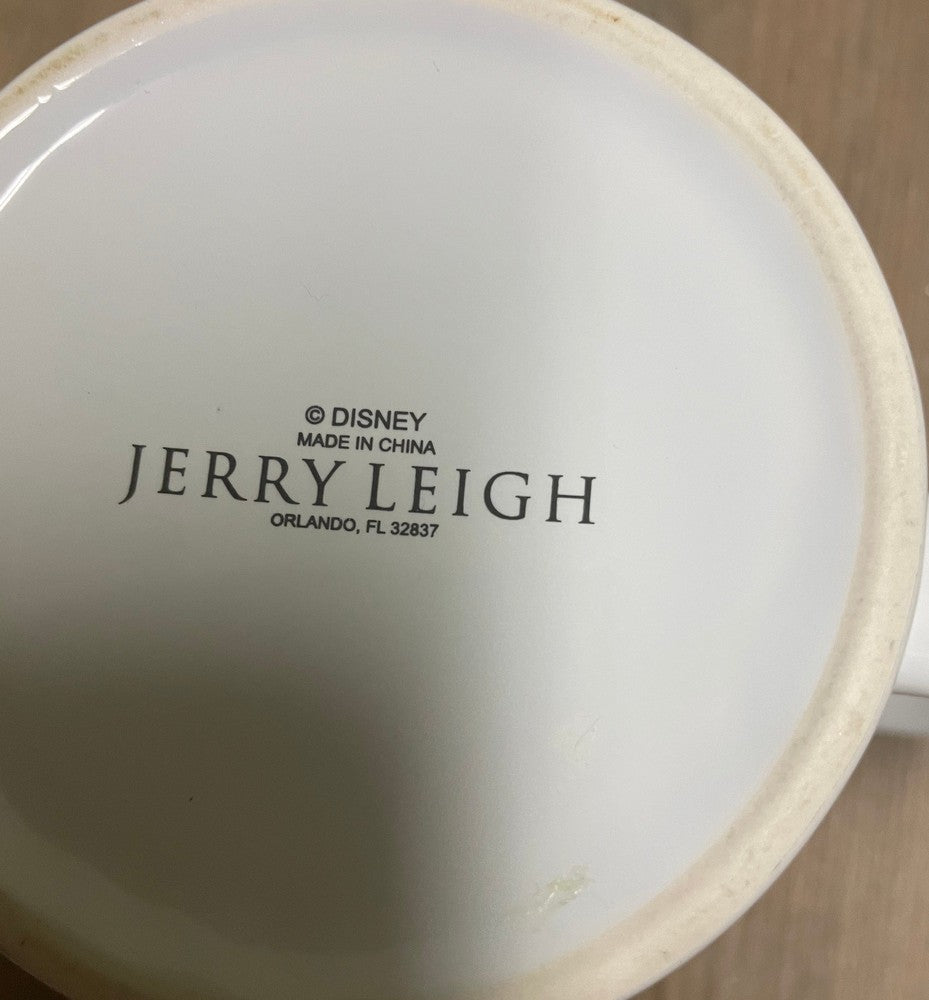 © DISNEY
MADE IN CHINA
JERRY LEIGH
ORLANDO, FL 32837